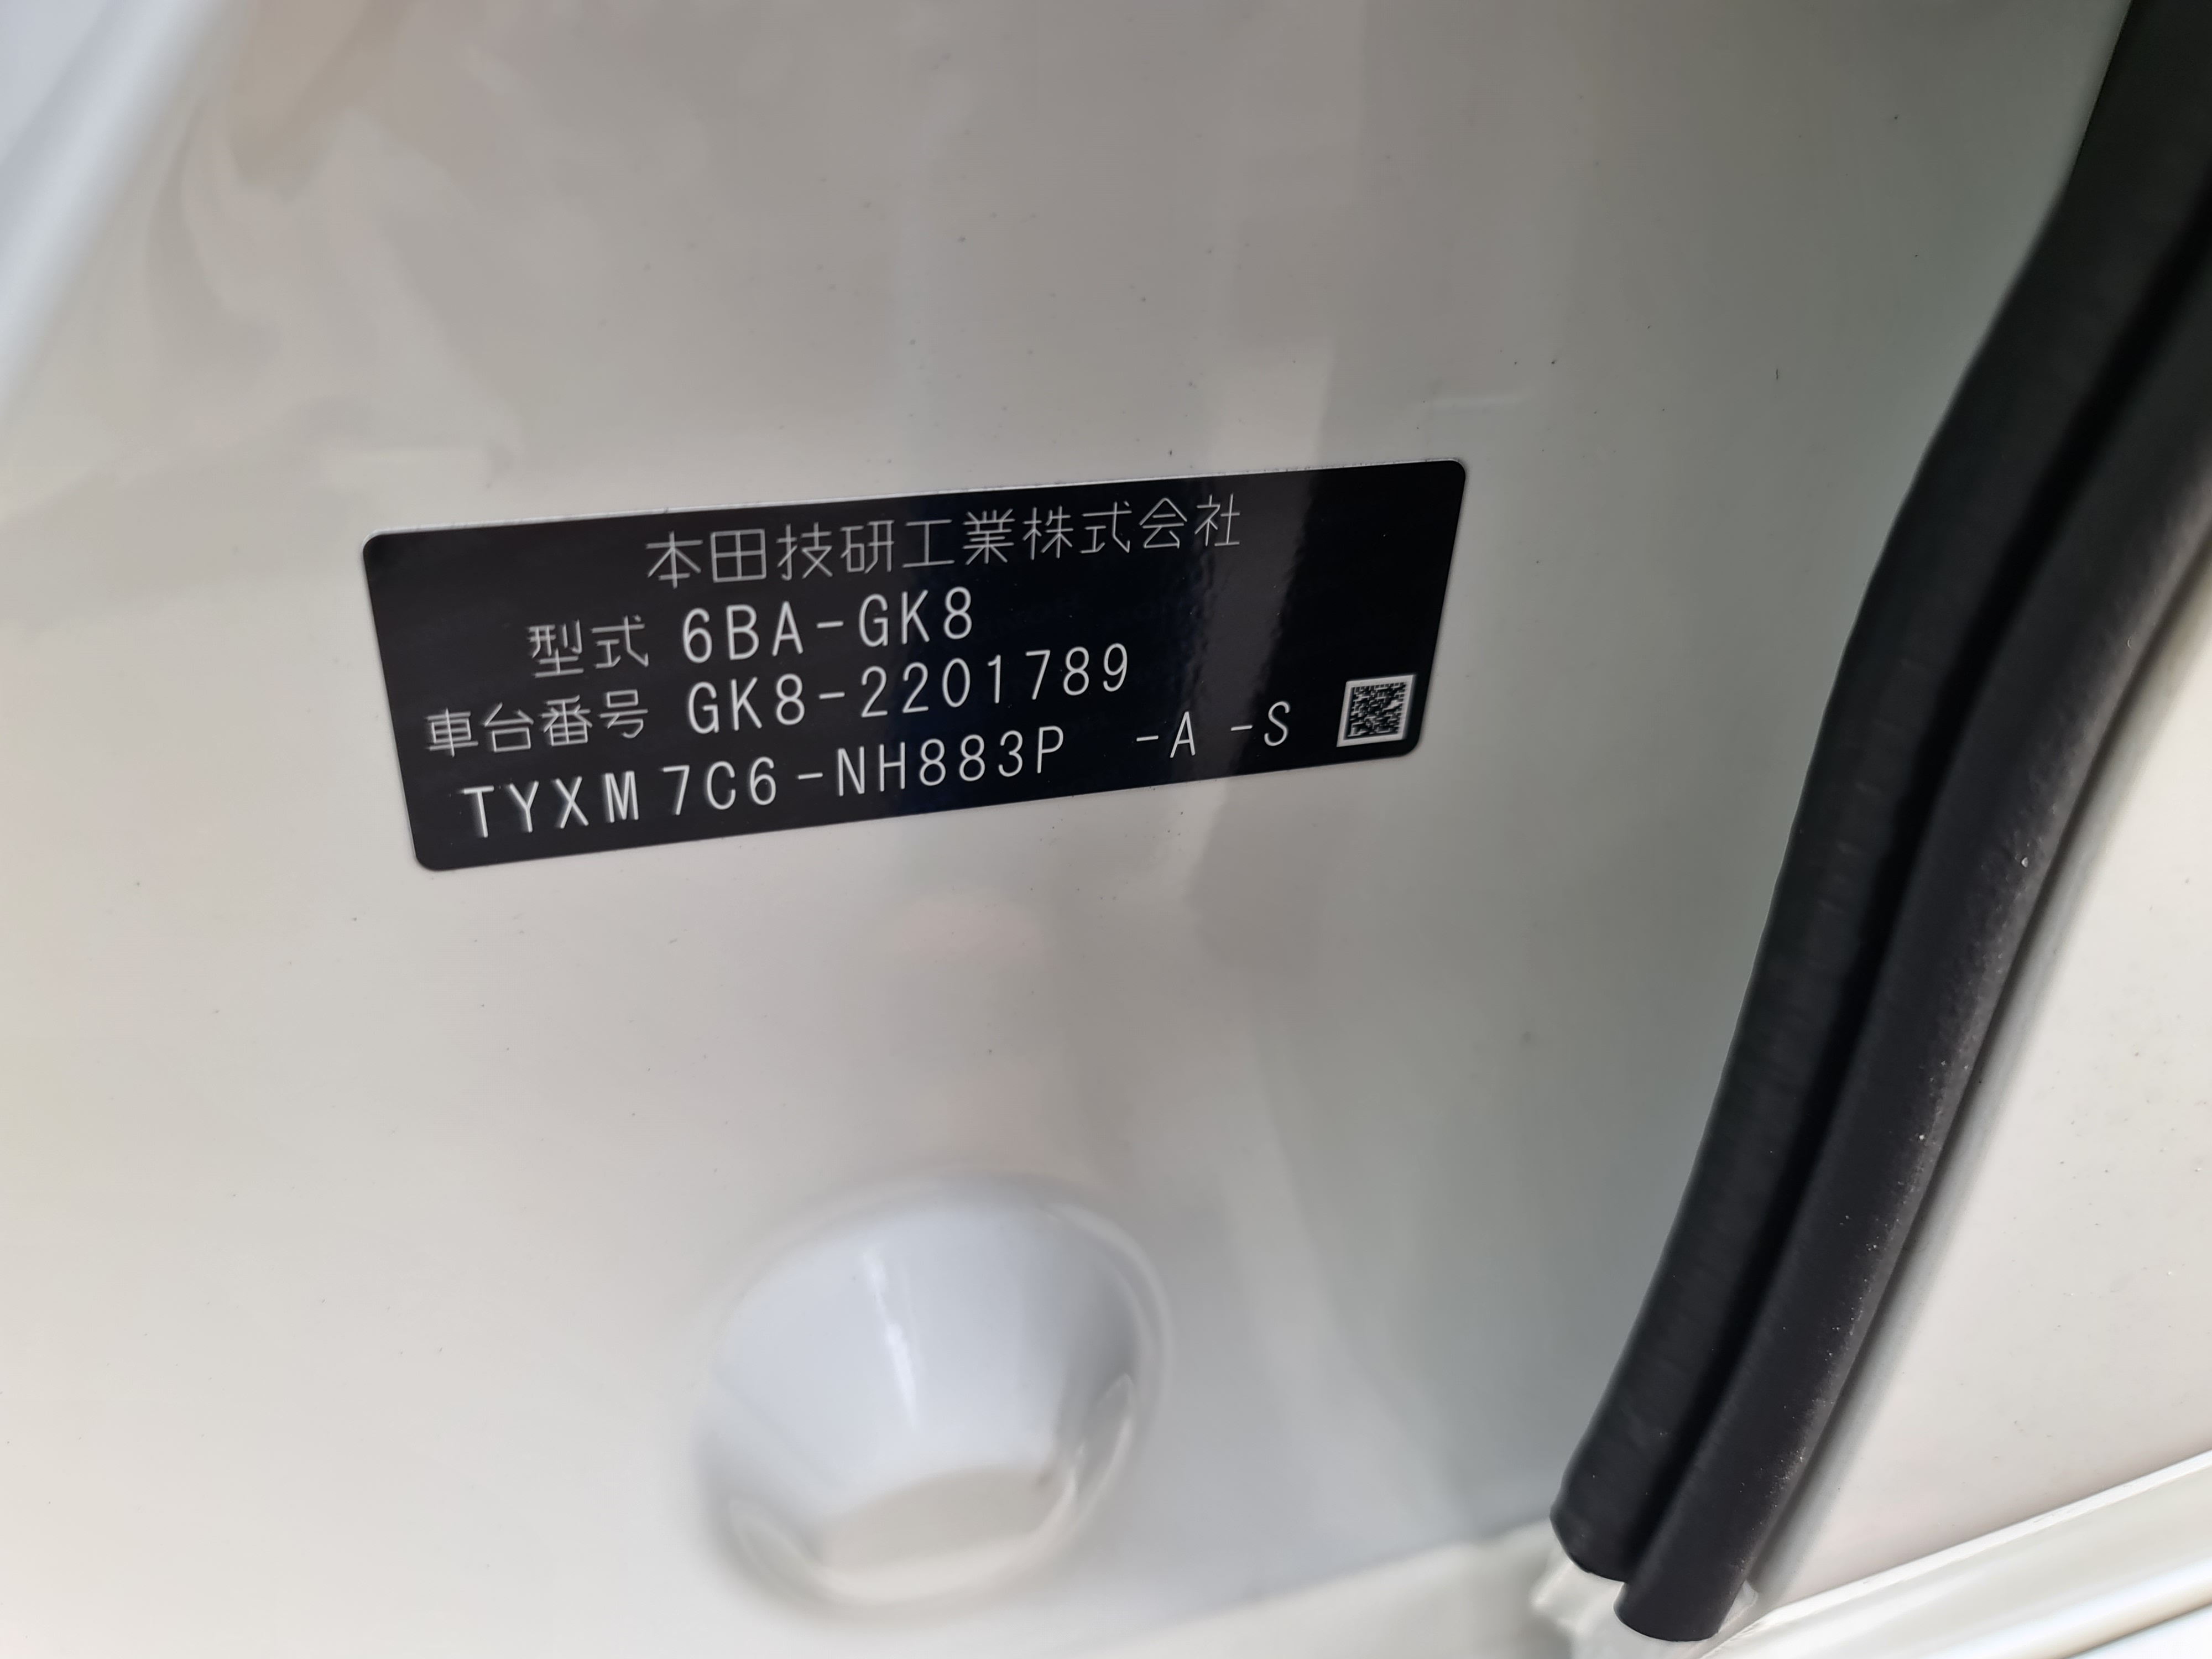 本田技研工業株式会社
型式 6BA-GK8
車台番号 GK8-2201789
TYXM7C6-NH883P -A -S